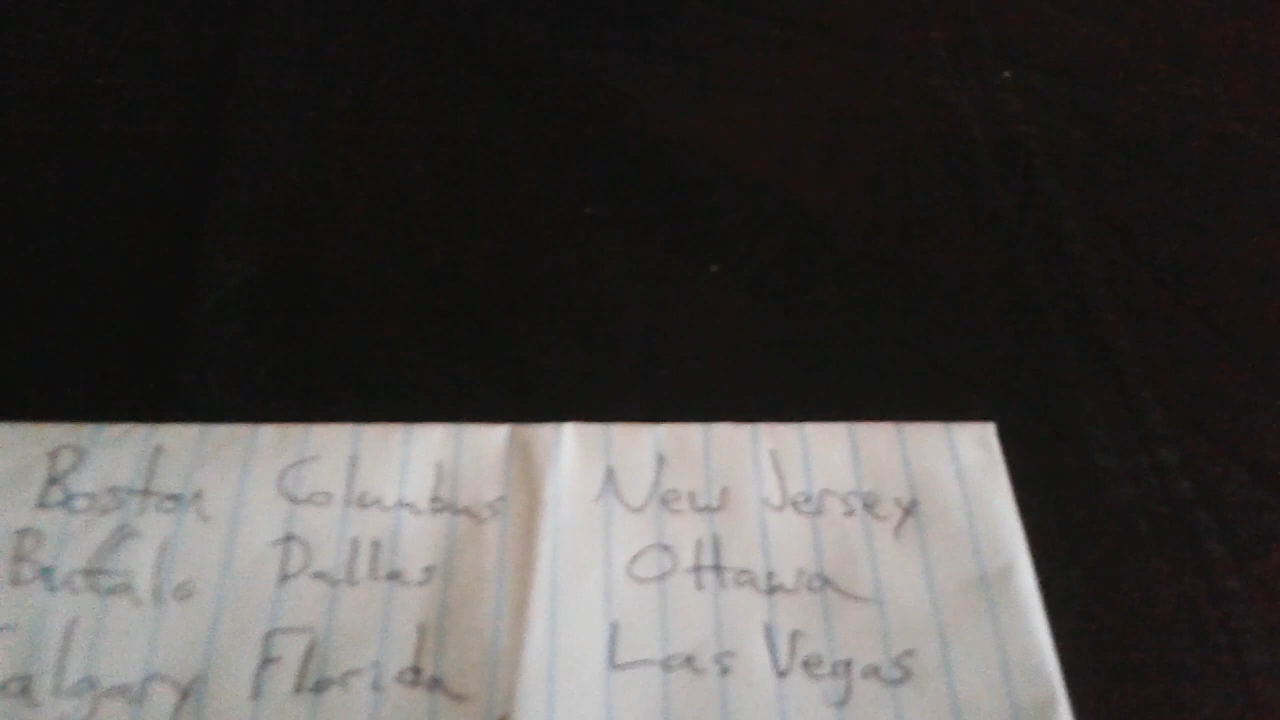 Boston Columbus New Jersey
Buffalo Dallas Ottawa
Calgary Florida Las Vegas